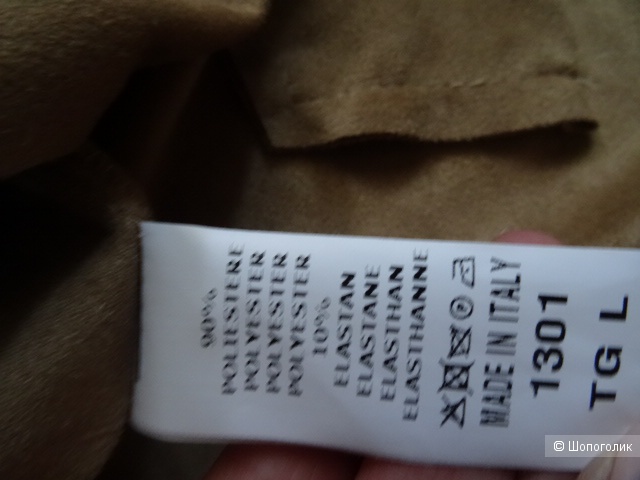 90%
POLIESTERE
POLYESTER
POLYESTER
POLYESTER
10%
ELASTAN
ELASTANE
ELASTHAN
ELASTHANNE
MADE IN ITALY
1301
TG L
© Шопоголик